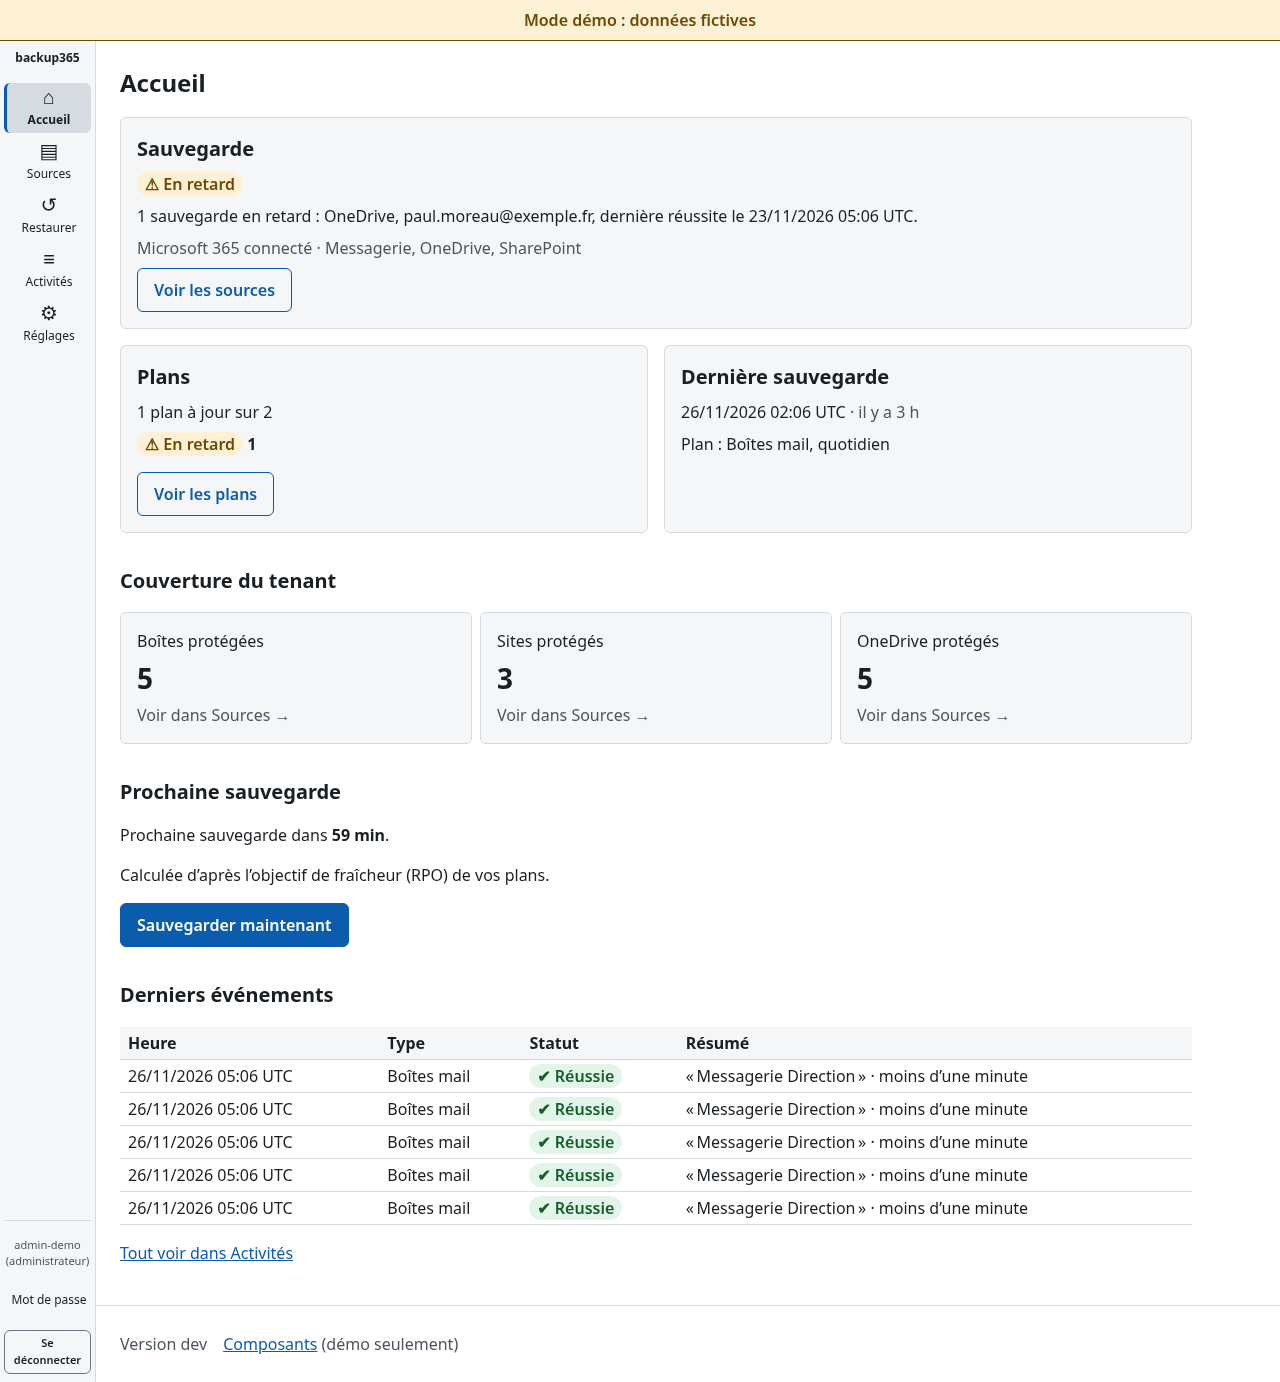 Mode démo : données fictives
backup365
Accueil
Sources
Restaurer
Activités
Réglages
Accueil
Sauvegarde
⚠ En retard
1 sauvegarde en retard : OneDrive, paul.moreau@exemple.fr, dernière réussite le 23/11/2026 05:06 UTC.
Microsoft 365 connecté · Messagerie, OneDrive, SharePoint
Voir les sources
Plans
1 plan à jour sur 2
⚠ En retard 1
Voir les plans
Dernière sauvegarde
26/11/2026 02:06 UTC · il y a 3 h
Plan : Boîtes mail, quotidien
Couverture du tenant
Boîtes protégées
5
Voir dans Sources →
Sites protégés
3
Voir dans Sources →
OneDrive protégés
5
Voir dans Sources →
Prochaine sauvegarde
Prochaine sauvegarde dans 59 min.
Calculée d’après l’objectif de fraîcheur (RPO) de vos plans.
Sauvegarder maintenant
Derniers événements
Heure Type Statut Résumé
26/11/2026 05:06 UTC Boîtes mail ✔ Réussie « Messagerie Direction » · moins d’une minute
26/11/2026 05:06 UTC Boîtes mail ✔ Réussie « Messagerie Direction » · moins d’une minute
26/11/2026 05:06 UTC Boîtes mail ✔ Réussie « Messagerie Direction » · moins d’une minute
26/11/2026 05:06 UTC Boîtes mail ✔ Réussie « Messagerie Direction » · moins d’une minute
26/11/2026 05:06 UTC Boîtes mail ✔ Réussie « Messagerie Direction » · moins d’une minute
Tout voir dans Activités
admin-demo
(administrateur)
Mot de passe
Se
déconnecter
Version dev Composants (démo seulement)